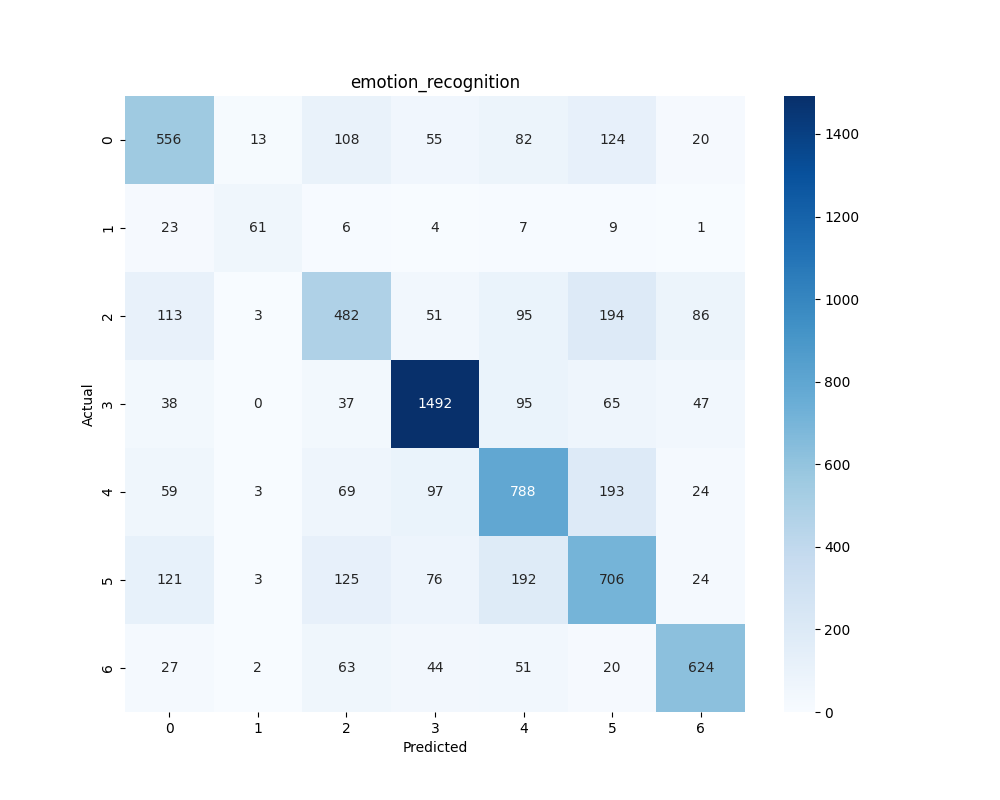 emotion_recognition
0 556 13 108 55 82 124 20
1 23 61 6 4 7 9 1
2 113 3 482 51 95 194 86
3 38 0 37 1492 95 65 47
4 59 3 69 97 788 193 24
5 121 3 125 76 192 706 24
6 27 2 63 44 51 20 624
0 1 2 3 4 5 6
Predicted
Actual
1400
1200
1000
800
600
400
200
0